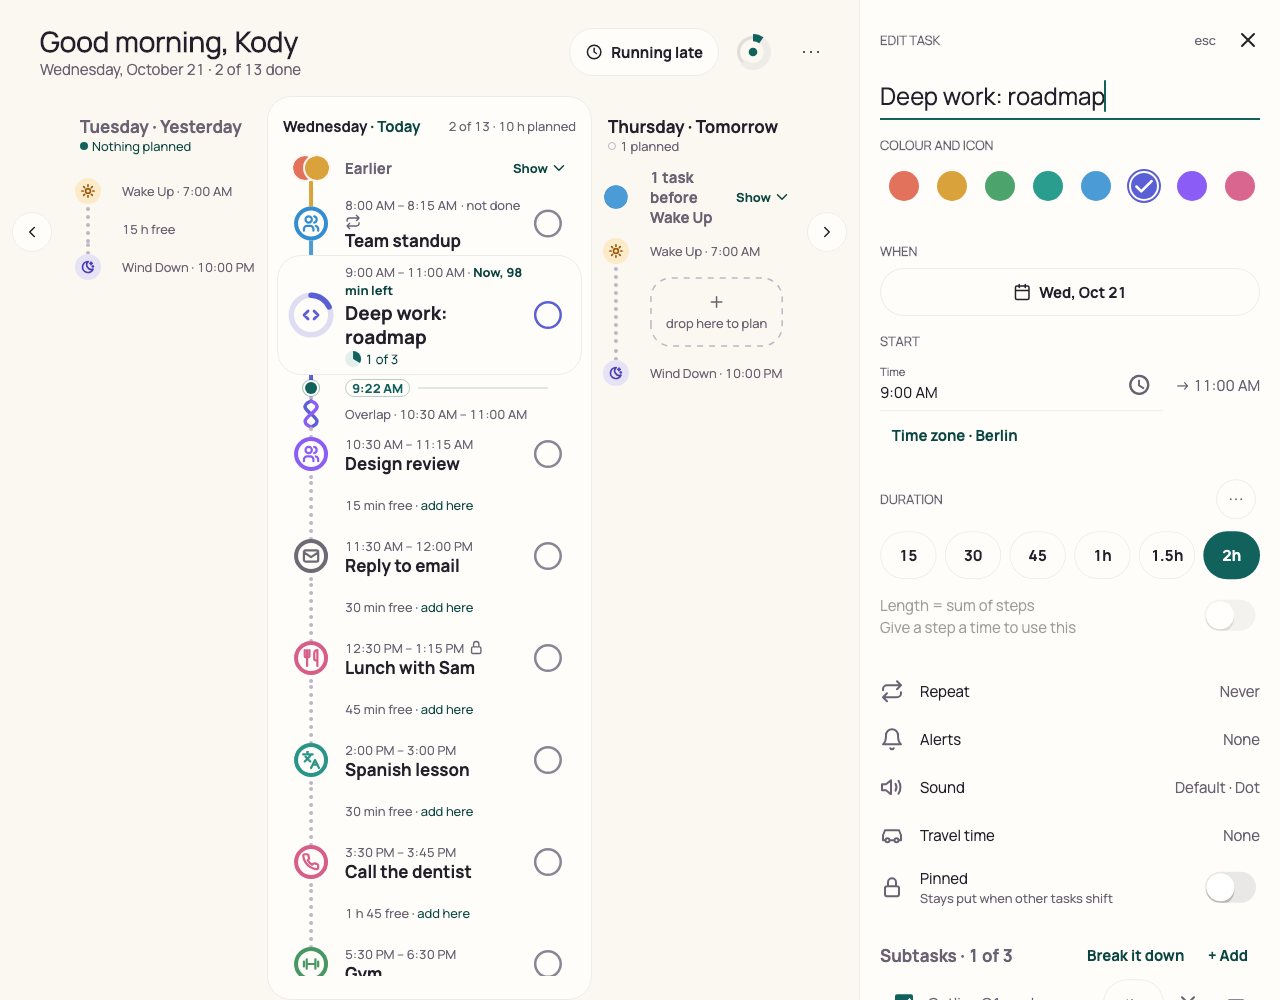 Good morning, Kody
Wednesday, October 21 · 2 of 13 done
Running late
Tuesday · Yesterday
Nothing planned
Wake Up · 7:00 AM
15 h free
Wind Down · 10:00 PM
Wednesday · Today
2 of 13 · 10 h planned
Earlier
Show
8:00 AM – 8:15 AM · not done
Team standup
9:00 AM – 11:00 AM · Now, 98
min left
Deep work:
roadmap
1 of 3
9:22 AM
Overlap · 10:30 AM – 11:00 AM
10:30 AM – 11:15 AM
Design review
15 min free · add here
11:30 AM – 12:00 PM
Reply to email
30 min free · add here
12:30 PM – 1:15 PM
Lunch with Sam
45 min free · add here
2:00 PM – 3:00 PM
Spanish lesson
30 min free · add here
3:30 PM – 3:45 PM
Call the dentist
1 h 45 free · add here
5:30 PM – 6:30 PM
Gym
Thursday · Tomorrow
1 planned
1 task
before
Wake Up
Show
Wake Up · 7:00 AM
drop here to plan
Wind Down · 10:00 PM
EDIT TASK
esc
Deep work: roadmap
COLOUR AND ICON
WHEN
Wed, Oct 21
START
Time
9:00 AM
→ 11:00 AM
Time zone · Berlin
DURATION
15
30
45
1h
1.5h
2h
Length = sum of steps
Give a step a time to use this
Repeat
Never
Alerts
None
Sound
Default · Dot
Travel time
None
Pinned
Stays put when other tasks shift
Subtasks · 1 of 3
Break it down
+ Add